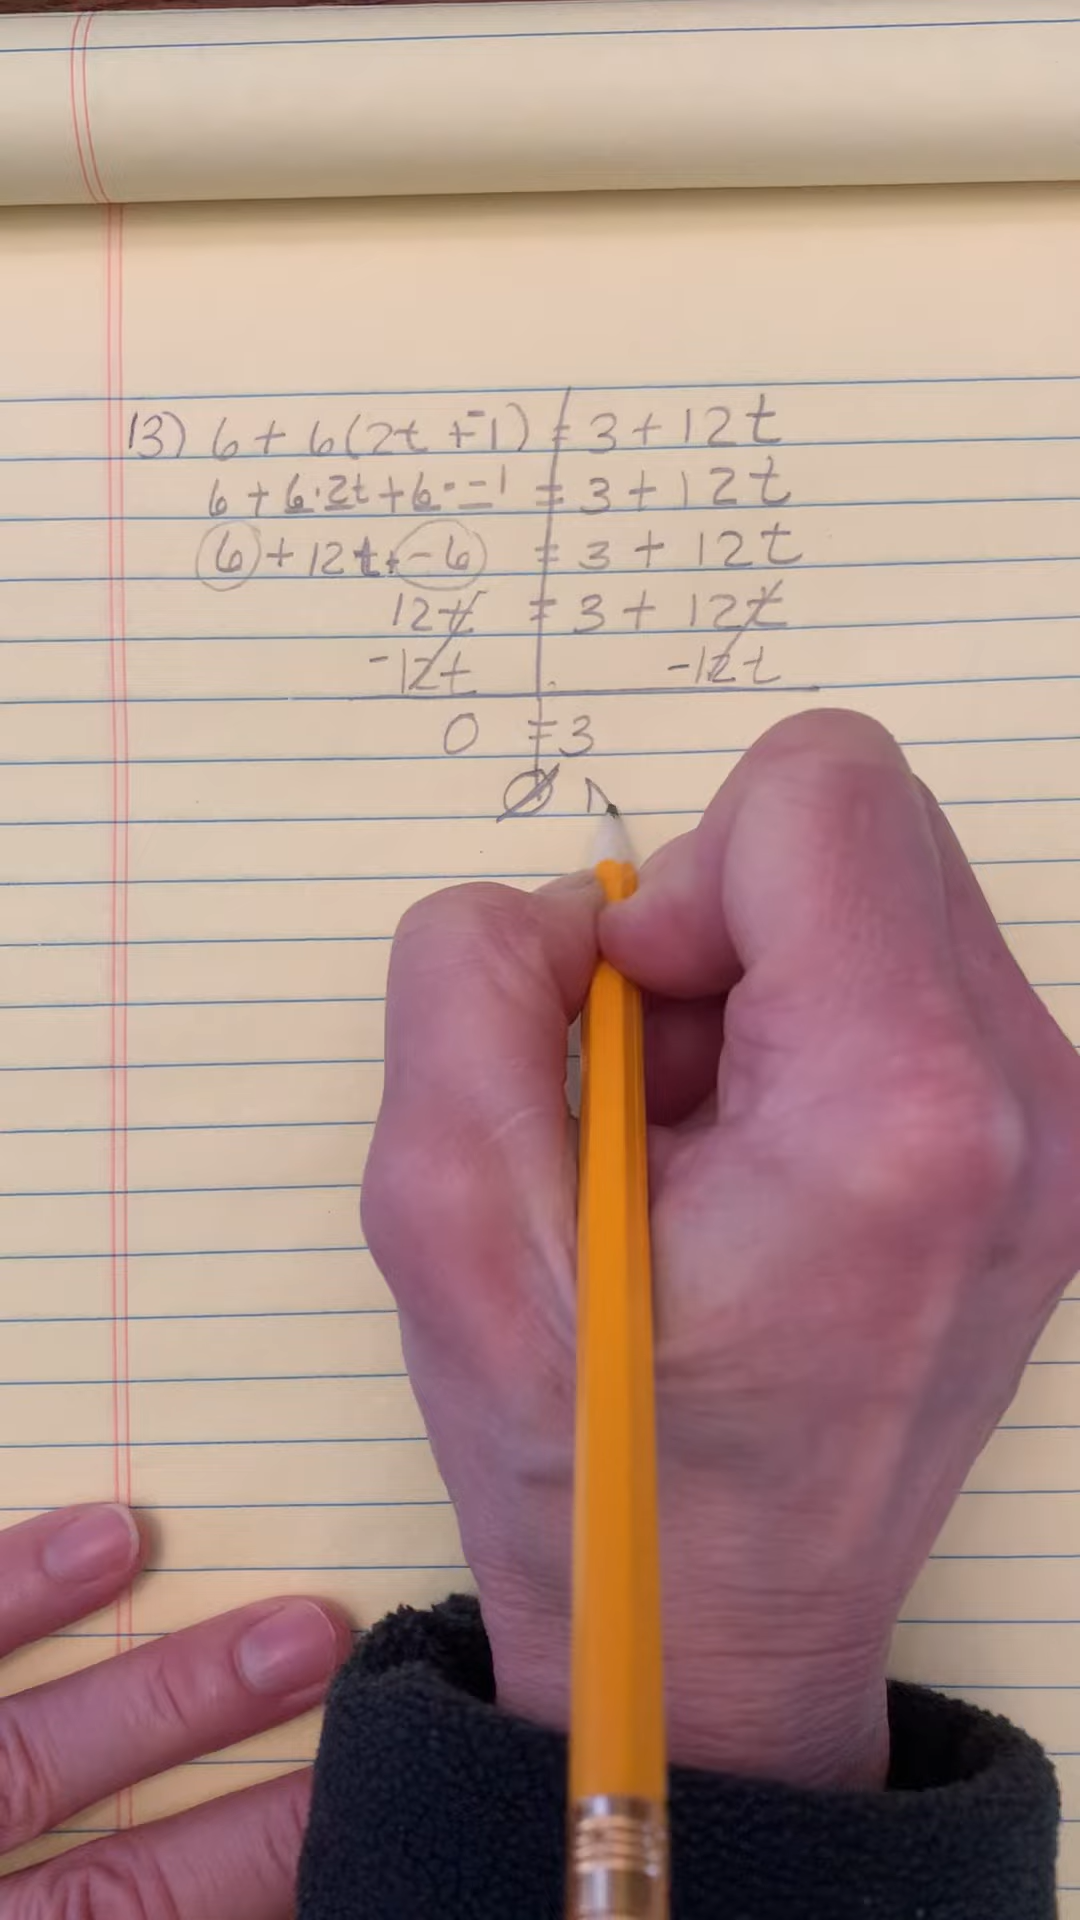 13) 6 + 6(2t + -1) = 3 + 12t
6 + 6·2t + 6·-1 = 3 + 12t
6 + 12t + -6 = 3 + 12t
12t = 3 + 12t
-12t -12t
0 = 3
∅ N